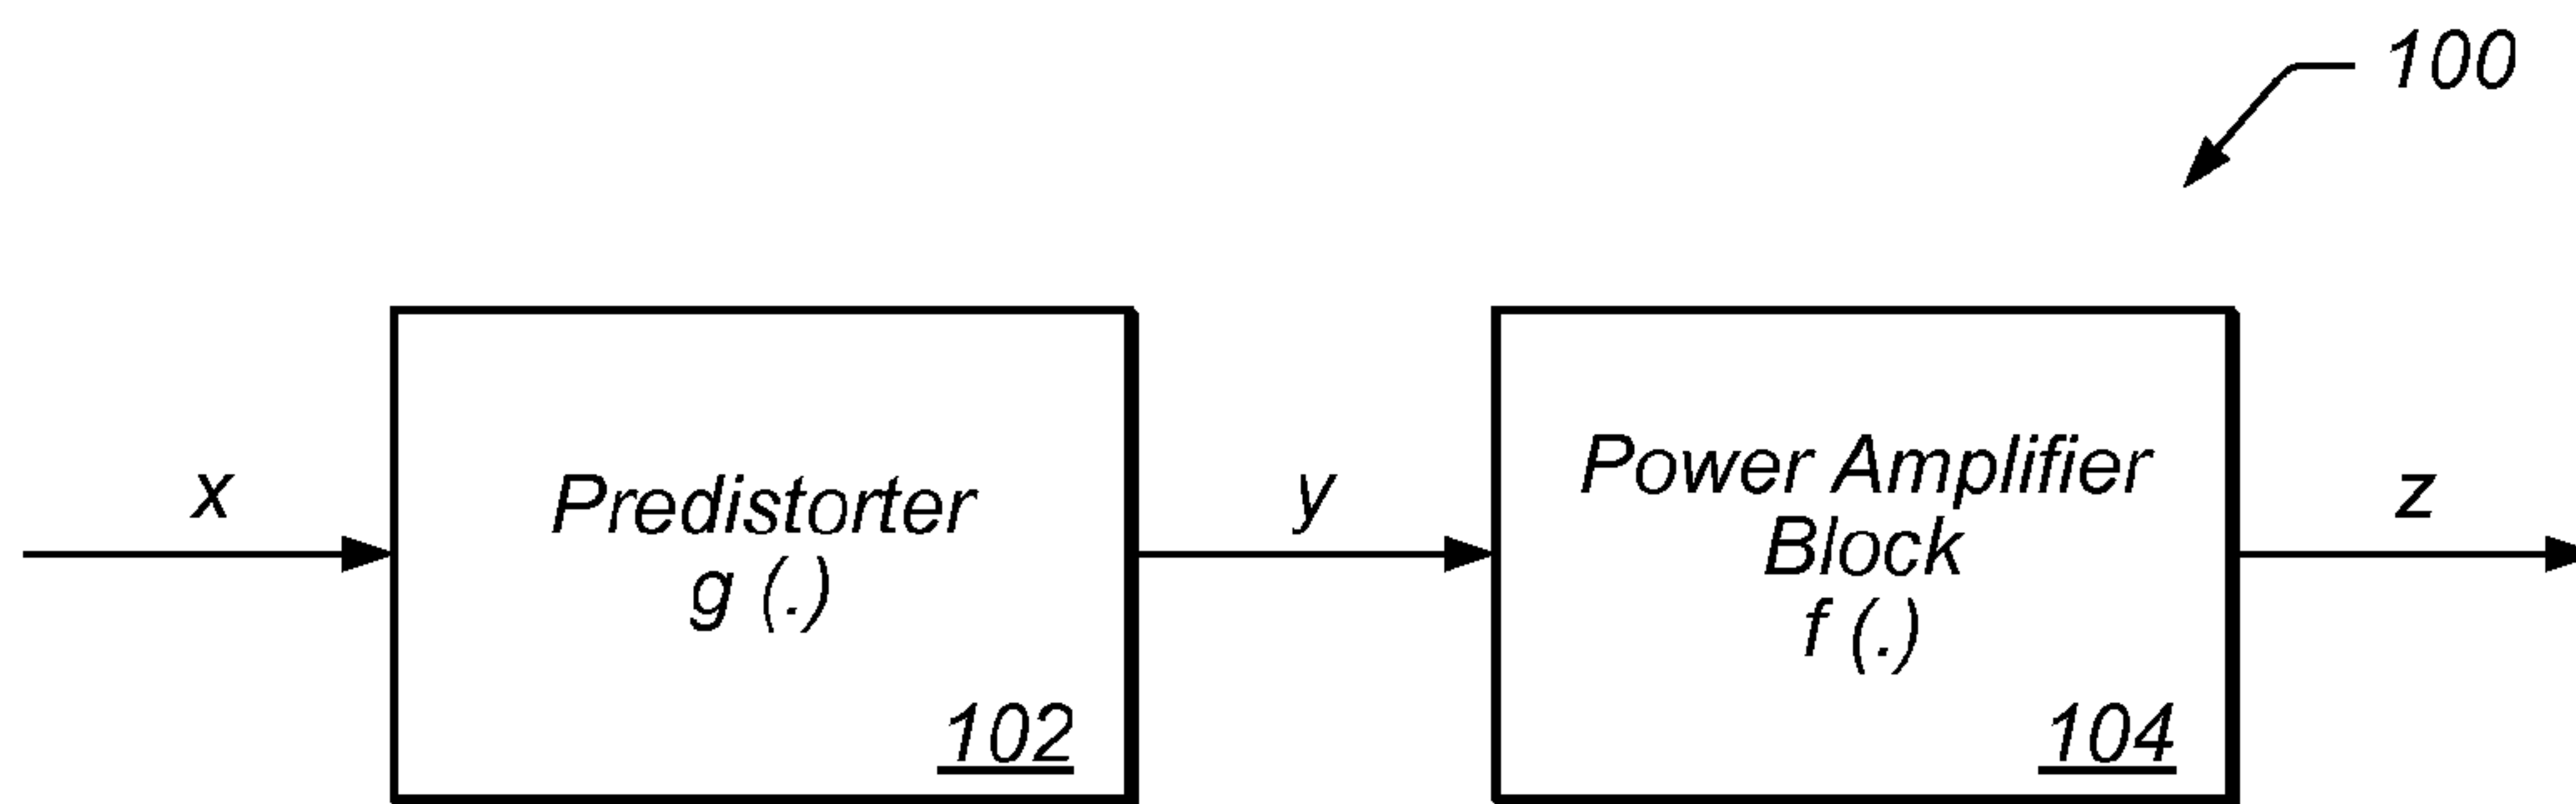 100
x
Predistorter
g (.)
102
y
Power Amplifier
Block
f (.)
104
z